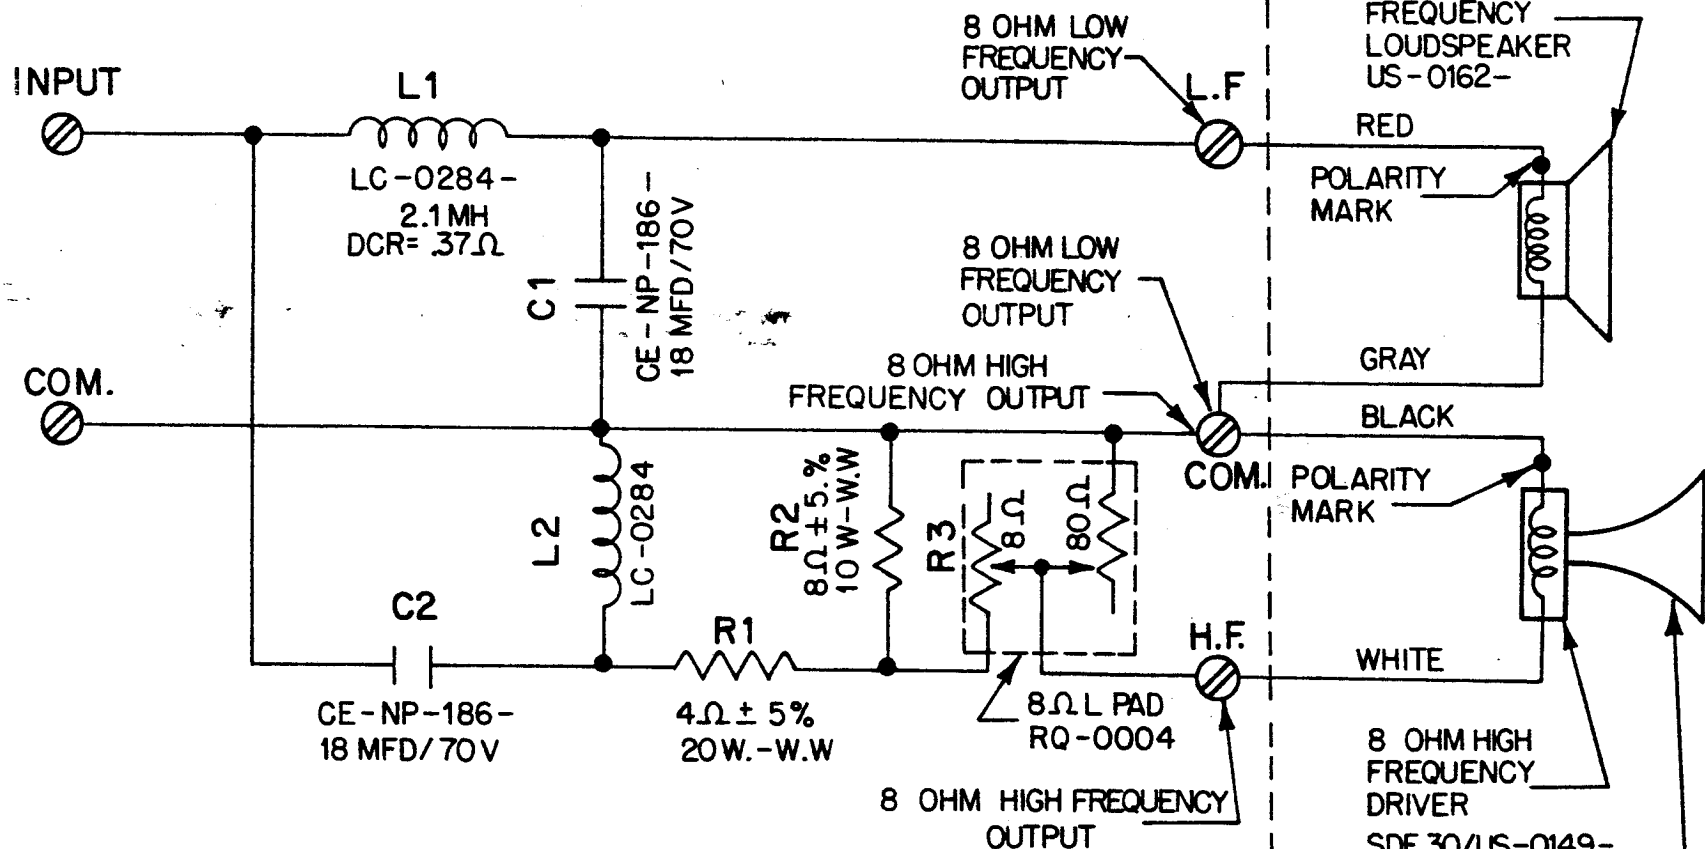 INPUT
L1
LC-0284-
2.1 MH
DCR= .37Ω
C1
CE-NP-186-
18 MFD/70V
8 OHM LOW
FREQUENCY
OUTPUT
L.F
FREQUENCY
LOUDSPEAKER
US-0162-
RED
POLARITY
MARK
8 OHM LOW
FREQUENCY
OUTPUT
GRAY
COM.
8 OHM HIGH
FREQUENCY OUTPUT
BLACK
COM.
POLARITY
MARK
L2
LC-0284
R2
8Ω ± 5.%
10 W-W.W
R3
8Ω
80Ω
C2
CE-NP-186-
18 MFD/70V
R1
4Ω ± 5%
20W.-W.W
8Ω L PAD
RQ-0004
H.F.
WHITE
8 OHM HIGH FREQUENCY
OUTPUT
8 OHM HIGH
FREQUENCY
DRIVER
SDF 30/US-0149-